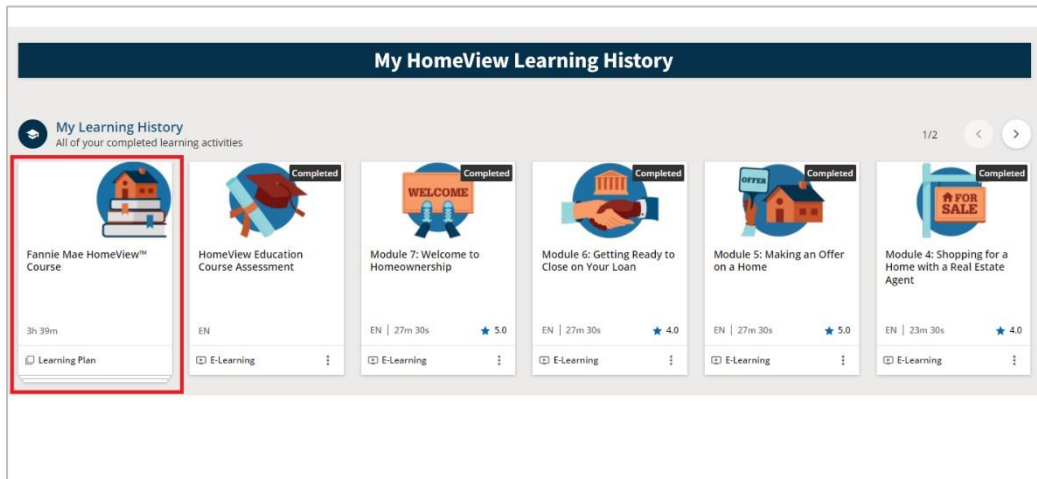 My HomeView Learning History
My Learning History
All of your completed learning activities
1/2
Fannie Mae HomeView™
Course
3h 39m
Learning Plan
Completed
HomeView Education
Course Assessment
EN
E-Learning
Completed
WELCOME
Module 7: Welcome to
Homeownership
EN | 27m 30s
5.0
E-Learning
Completed
Module 6: Getting Ready to
Close on Your Loan
EN | 27m 30s
4.0
E-Learning
Completed
OFFER
Module 5: Making an Offer
on a Home
EN | 27m 30s
5.0
E-Learning
Completed
FOR
SALE
Module 4: Shopping for a
Home with a Real Estate
Agent
EN | 23m 30s
4.0
E-Learning